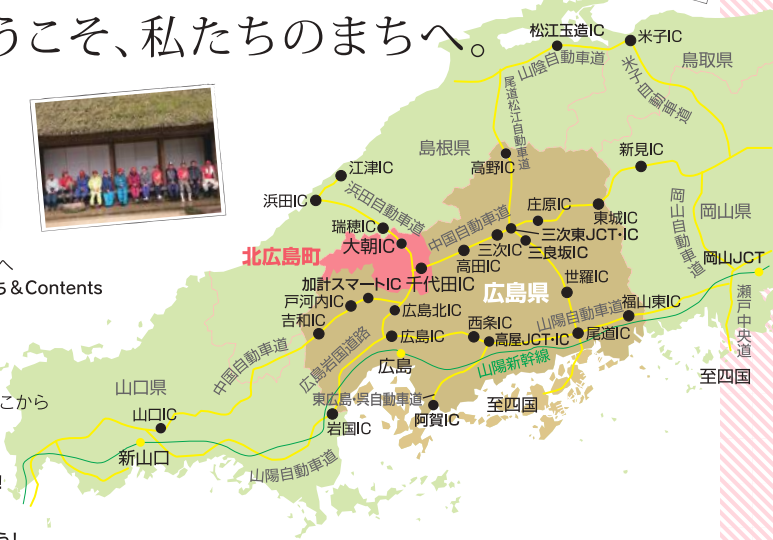 うこそ、私たちのまちへ。
松江玉造IC
米子IC
山陰自動車道
鳥取県
米子自動車道
尾道松江自動車道
島根県
高野IC
新見IC
江津IC
浜田IC
浜田自動車道
庄原IC
東城IC
岡山自動車道
岡山県
瑞穂IC
大朝IC
中国自動車道
三次東JCT・IC
三次IC
三良坂IC
北広島町
高田IC
岡山JCT
へ
ち&Contents
加計スマートIC
千代田IC
世羅IC
広島県
戸河内IC
広島北IC
福山東IC
瀬戸中央道
吉和IC
広島岩国道路
広島IC
西条IC
山陽自動車道
尾道IC
高屋JCT・IC
中国自動車道
広島
山陽新幹線
至四国
山口県
東広島・呉自動車道
至四国
こから
山口IC
岩国IC
阿賀IC
新山口
山陽自動車道